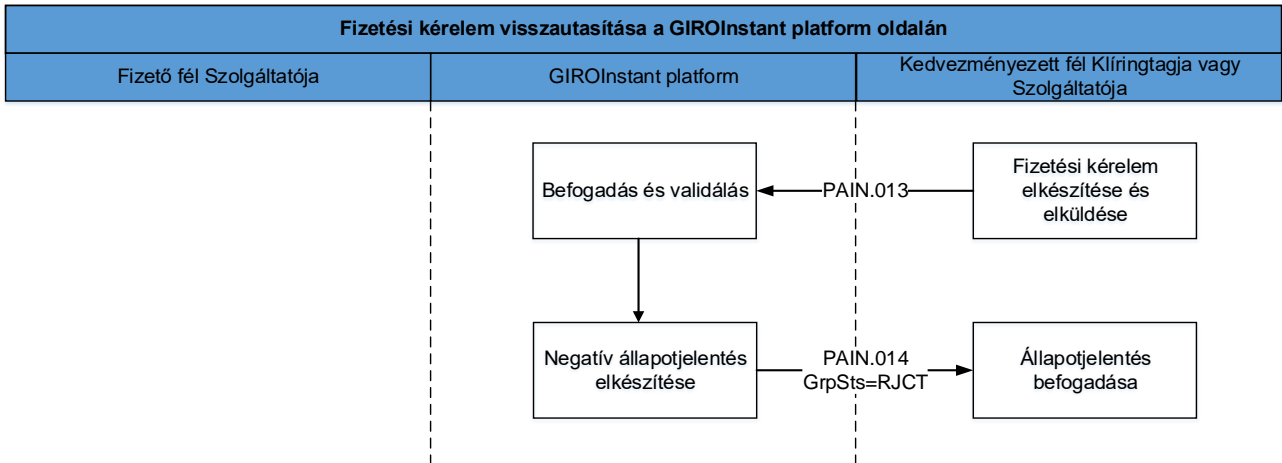 Fizetési kérelem visszautasítása a GIROInstant platform oldalán
Fizető fél Szolgáltatója
GIROInstant platform
Kedvezményezett fél Klíringtagja vagy
Szolgáltatója
Befogadás és validálás
PAIN.013
Fizetési kérelem
elkészítése és
elküldése
Negatív állapotjelentés
elkészítése
PAIN.014
GrpSts=RJCT
Állapotjelentés
befogadása